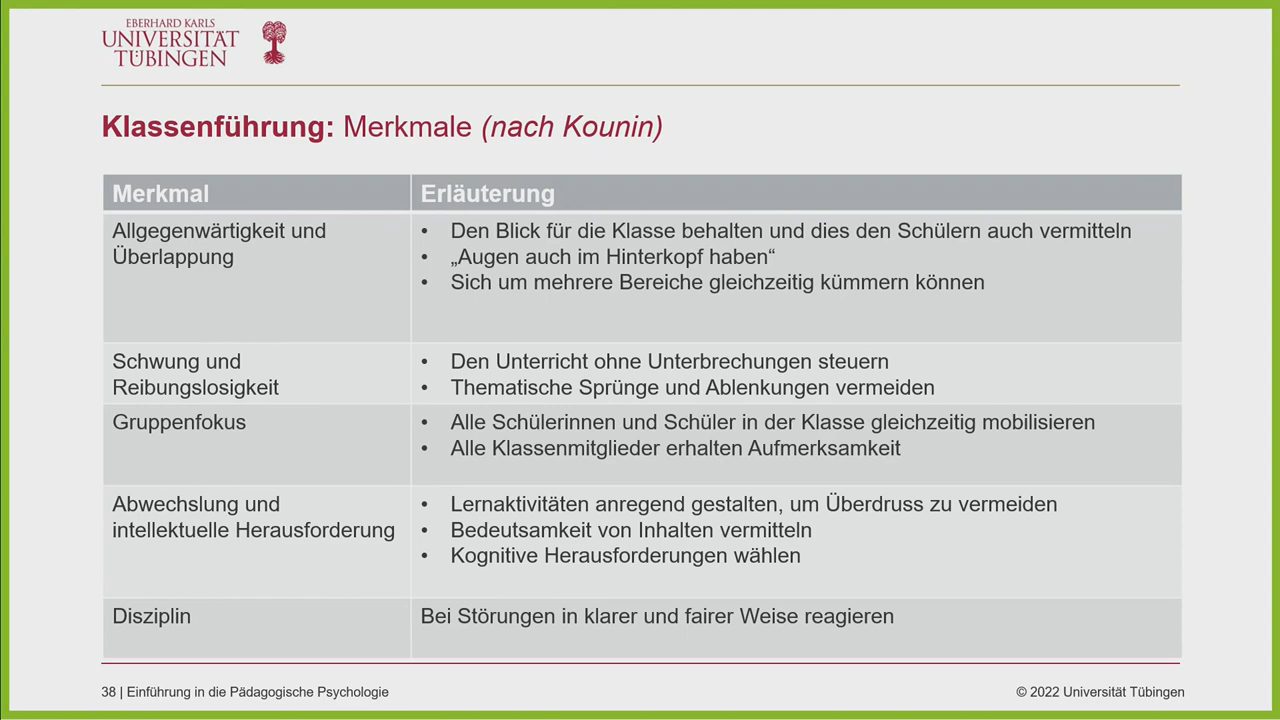 EBERHARD KARLS
UNIVERSITÄT
TÜBINGEN
Klassenführung: Merkmale (nach Kounin)
Merkmal
Erläuterung
Allgegenwärtigkeit und
Überlappung
• Den Blick für die Klasse behalten und dies den Schülern auch vermitteln
• „Augen auch im Hinterkopf haben“
• Sich um mehrere Bereiche gleichzeitig kümmern können
Schwung und
Reibungslosigkeit
• Den Unterricht ohne Unterbrechungen steuern
• Thematische Sprünge und Ablenkungen vermeiden
Gruppenfokus
• Alle Schülerinnen und Schüler in der Klasse gleichzeitig mobilisieren
• Alle Klassenmitglieder erhalten Aufmerksamkeit
Abwechslung und
intellektuelle Herausforderung
• Lernaktivitäten anregend gestalten, um Überdruss zu vermeiden
• Bedeutsamkeit von Inhalten vermitteln
• Kognitive Herausforderungen wählen
Disziplin
Bei Störungen in klarer und fairer Weise reagieren
38 | Einführung in die Pädagogische Psychologie
© 2022 Universität Tübingen